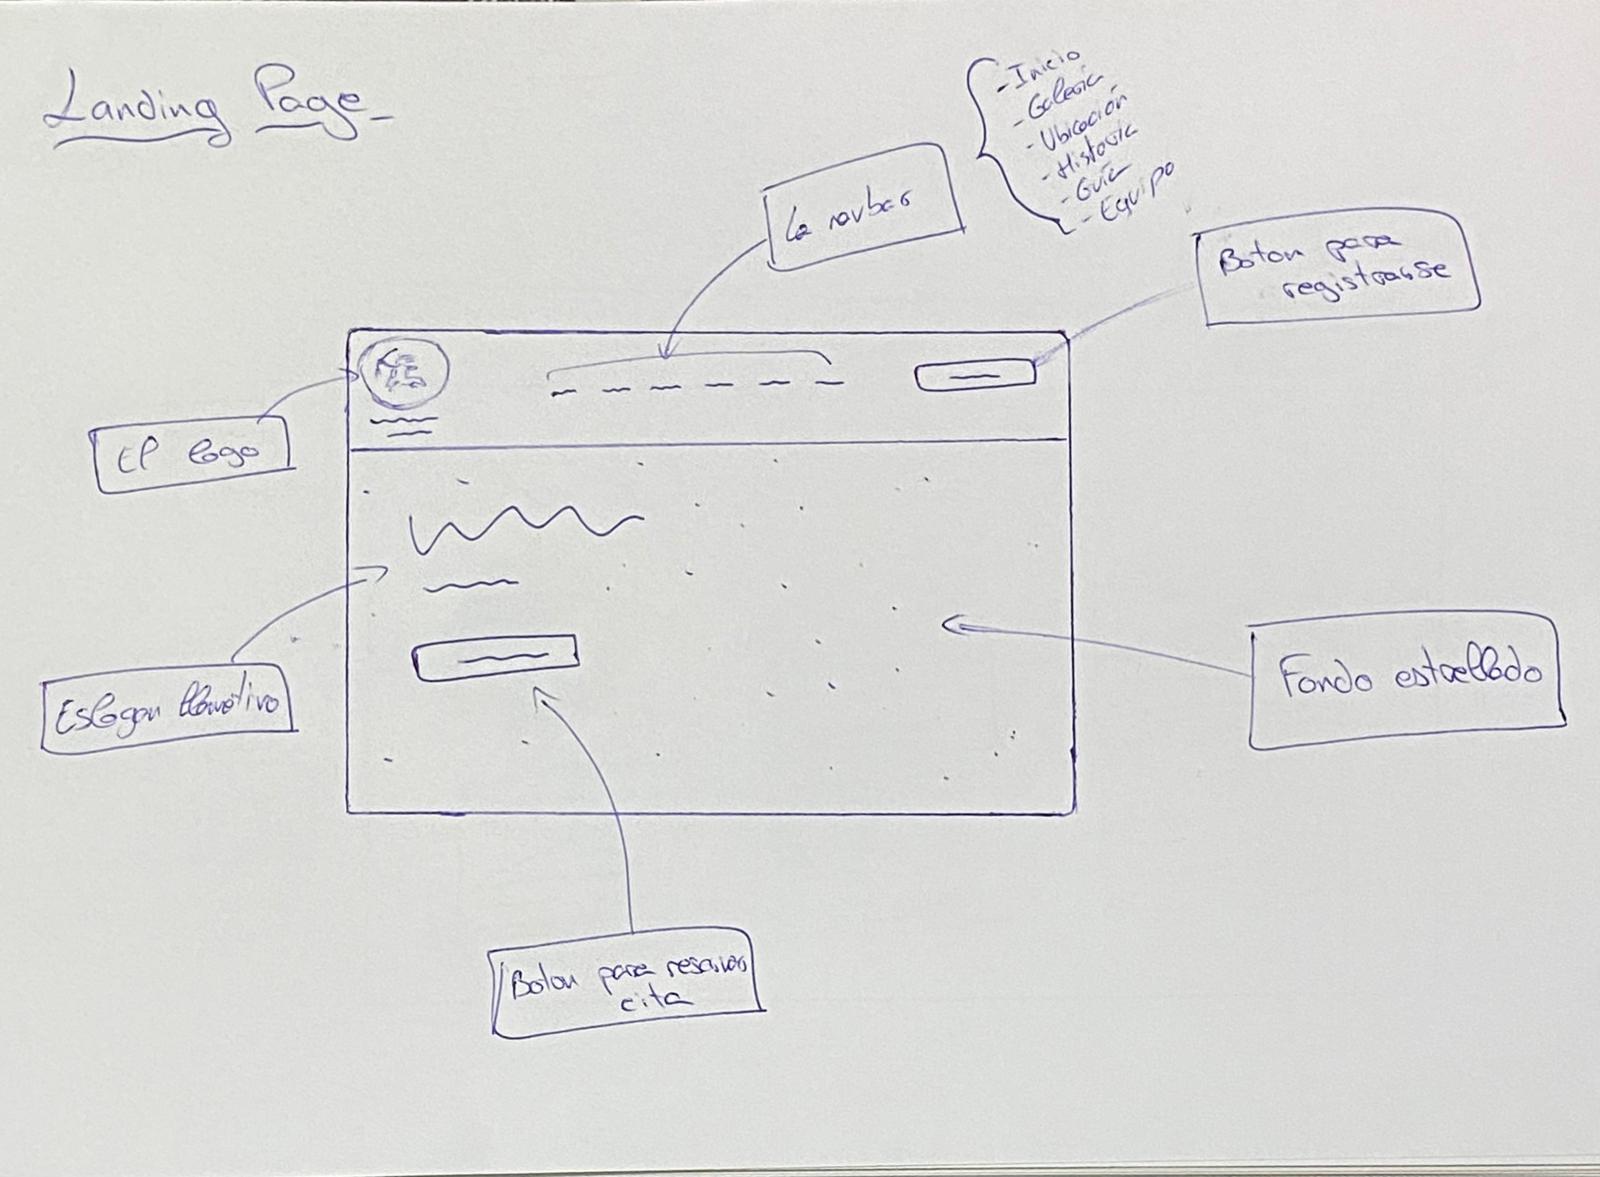 Landing Page
- Inicio
- Galería
- Ubicación
- Historia
- Guía
- Equipo
La navbar
Boton para
registrarse
El logo
Eslogan llamativo
Fondo estrellado
Boton para reservar
cita